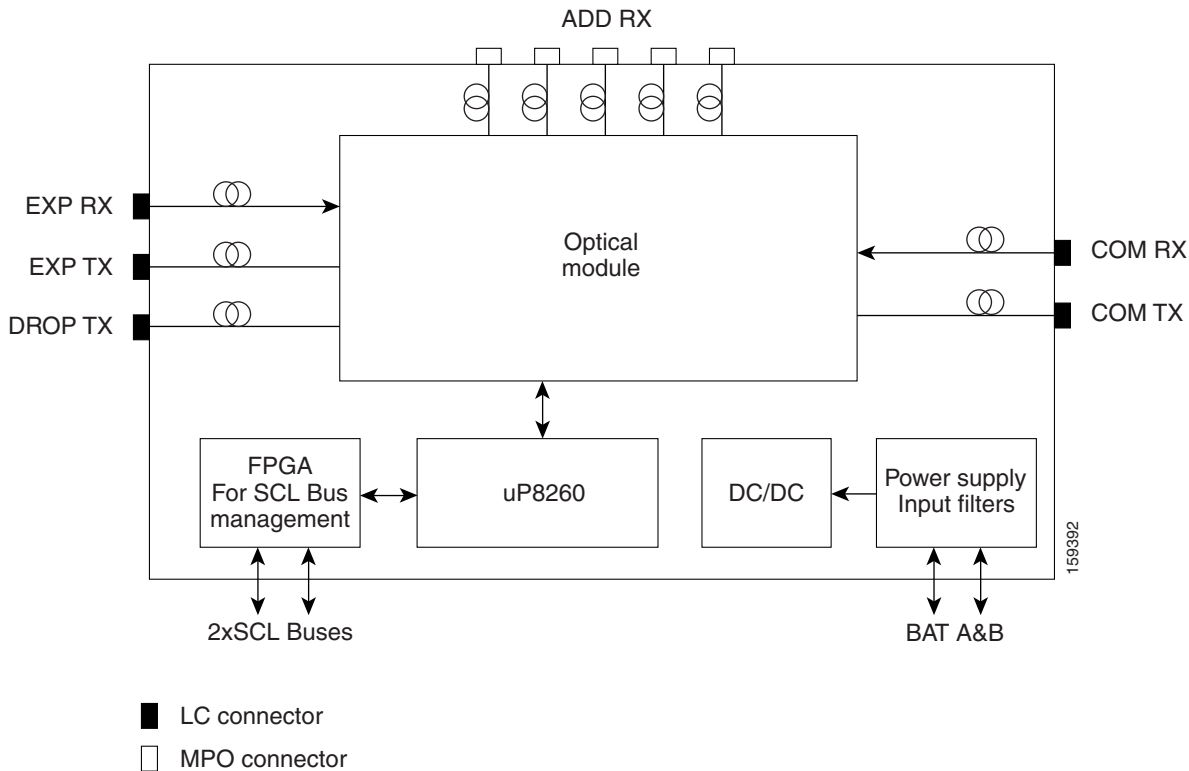 ADD RX
EXP RX
EXP TX
DROP TX
Optical
module
COM RX
COM TX
FPGA
For SCL Bus
management
uP8260
DC/DC
Power supply
Input filters
159392
2xSCL Buses
BAT A&B
LC connector
MPO connector